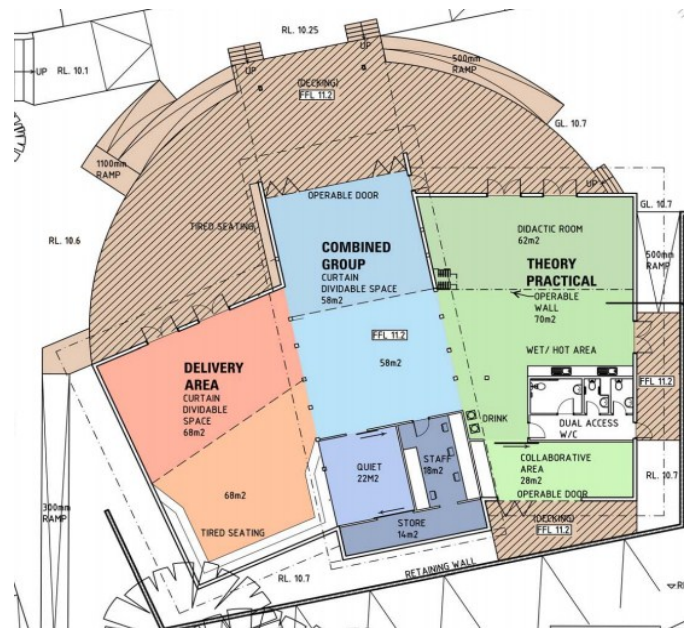 RL. 10.25
UP
RL. 10.1
UP
UP
500mm
RAMP
(DECKING)
FFL 11.2
GL. 10.7
1100mm
RAMP
UP
OPERABLE DOOR
GL. 10.7
RL. 10.6
TIRED SEATING
DIDACTIC ROOM
62m2
COMBINED
GROUP
CURTAIN
DIVIDABLE SPACE
58m2
THEORY
PRACTICAL
OPERABLE
WALL
70m2
500mm
RAMP
FFL 11.2
58m2
WET/ HOT AREA
DELIVERY
AREA
CURTAIN
DIVIDABLE
SPACE
68m2
FFL 11.2
DRINK
DUAL ACCESS
W/C
QUIET
22M2
STAFF
18m2
COLLABORATIVE
AREA
28m2
OPERABLE DOOR
RL. 10.7
68m2
300mm
RAMP
TIRED SEATING
STORE
14m2
(DECKING)
FFL 11.2
RL. 10.7
RETAINING WALL